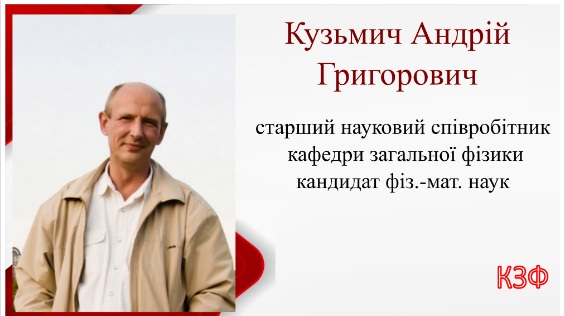 Кузьмич Андрій
Григорович
старший науковий співробітник
кафедри загальної фізики
кандидат фіз.-мат. наук
КЗФ